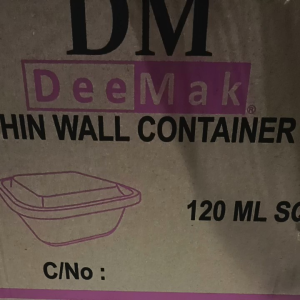 DM
DeeMak®
HIN WALL CONTAINER
120 ML SQ
C/No :